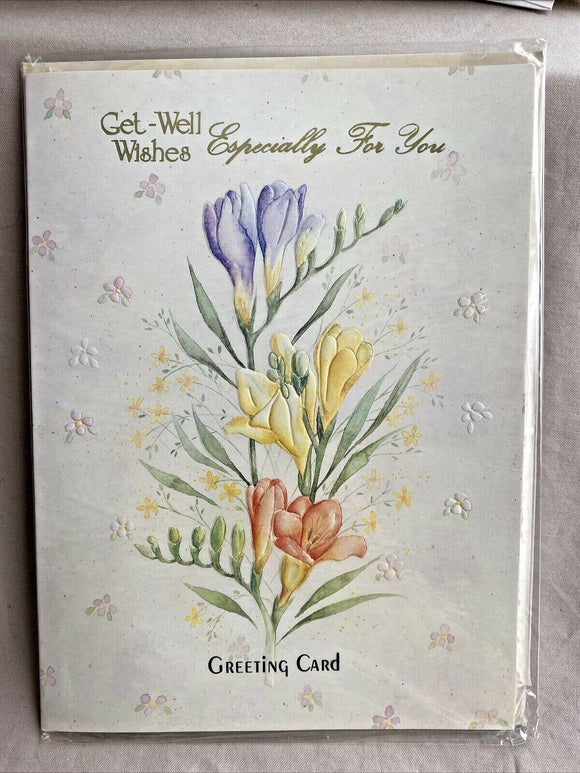 Get-Well
Wishes
Especially For You
GREETING CARD